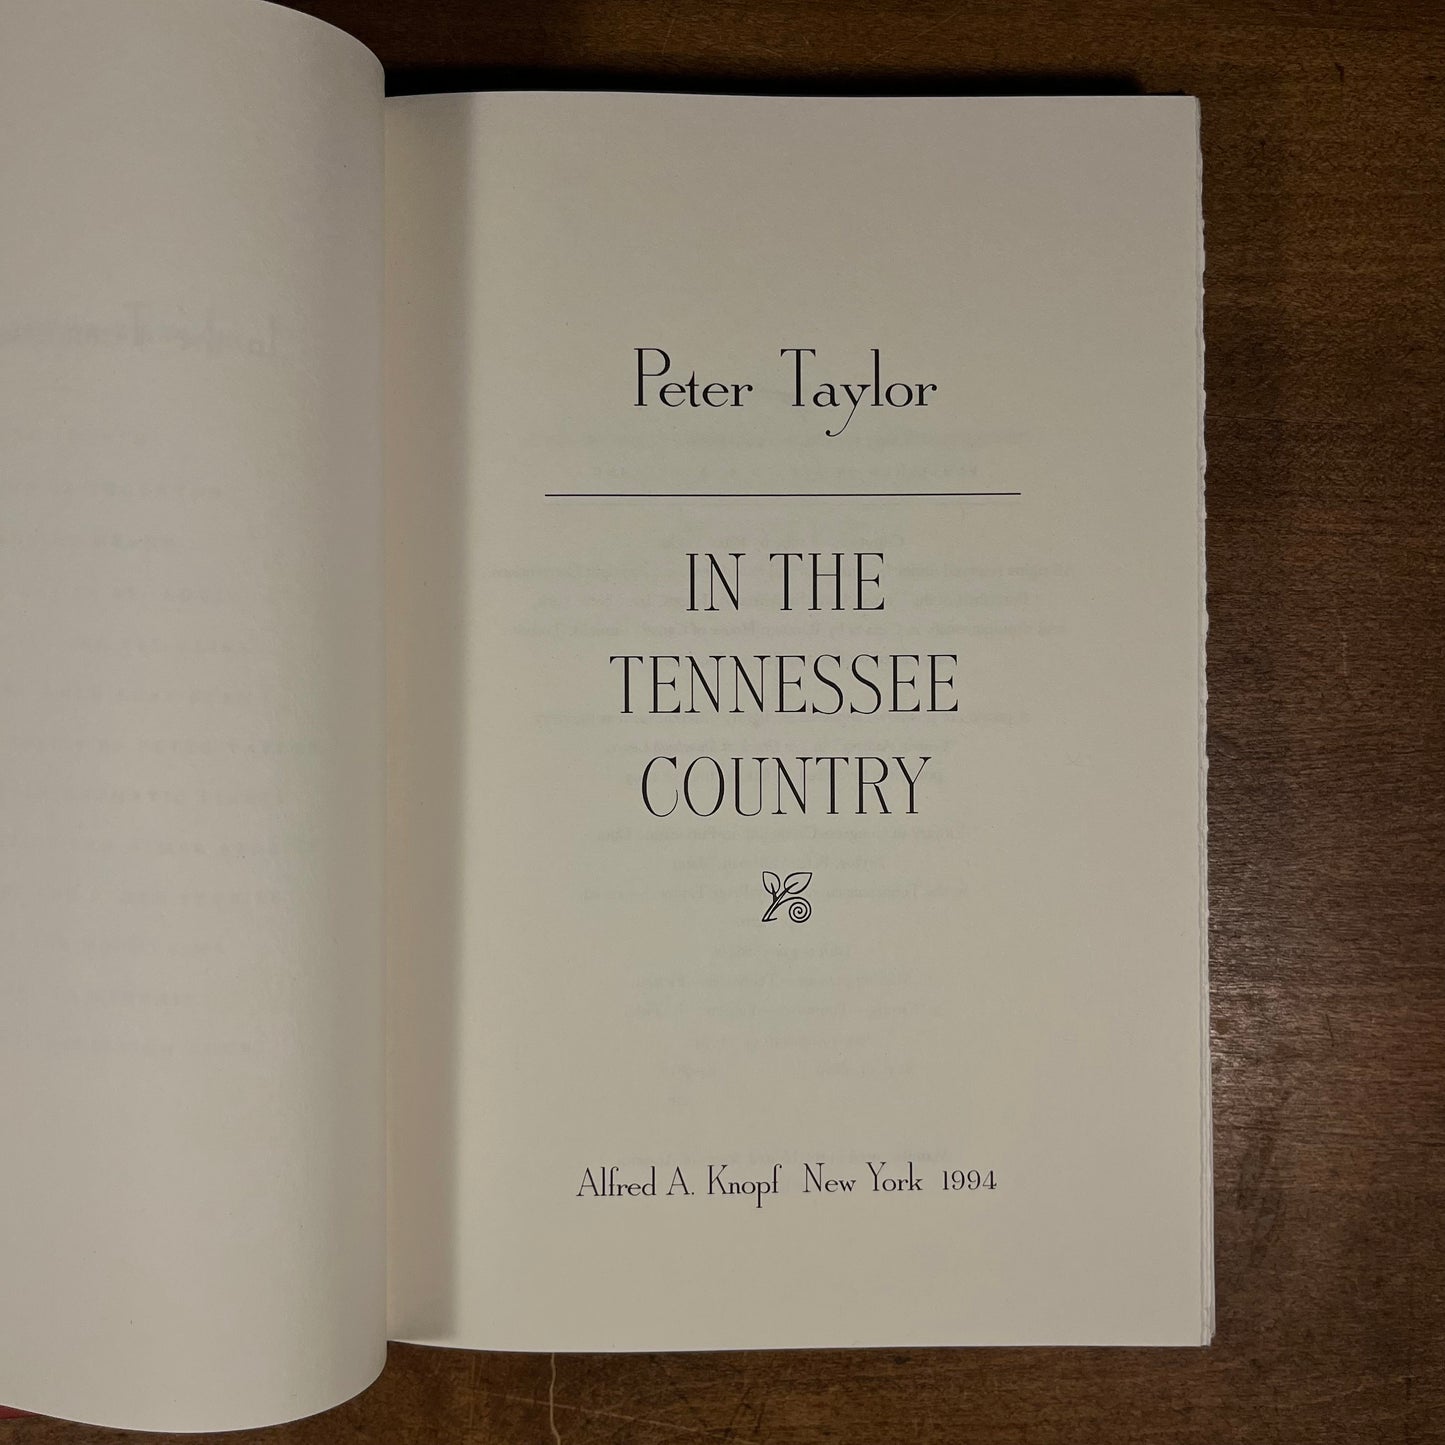 Peter Taylor
IN THE
TENNESSEE
COUNTRY
Alfred A. Knopf New York 1994